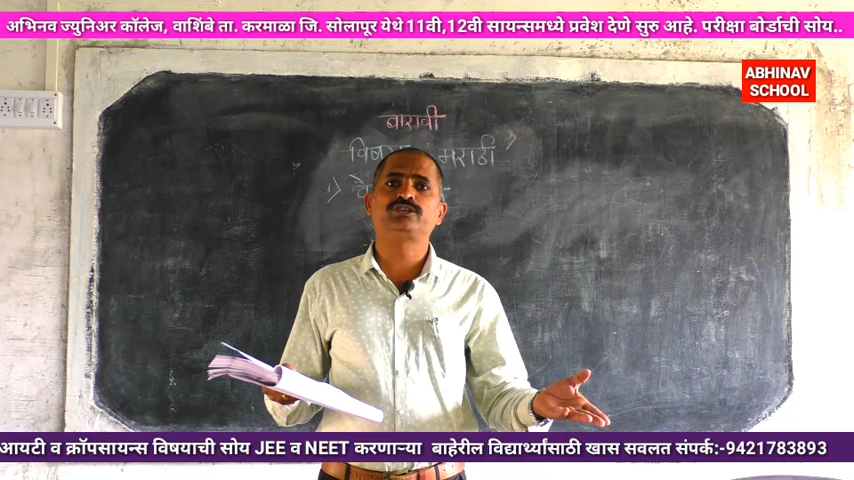 अभिनव ज्युनिअर कॉलेज, वाशिंबे ता. करमाळा जि. सोलापूर येथे 11वी,12वी सायन्समध्ये प्रवेश देणे सुरु आहे. परीक्षा बोर्डाची सोय..
ABHINAV
SCHOOL
बारावी
मराठी
आयटी व क्रॉपसायन्स विषयाची सोय JEE व NEET करणाऱ्या बाहेरील विद्यार्थ्यांसाठी खास सवलत संपर्क:-9421783893